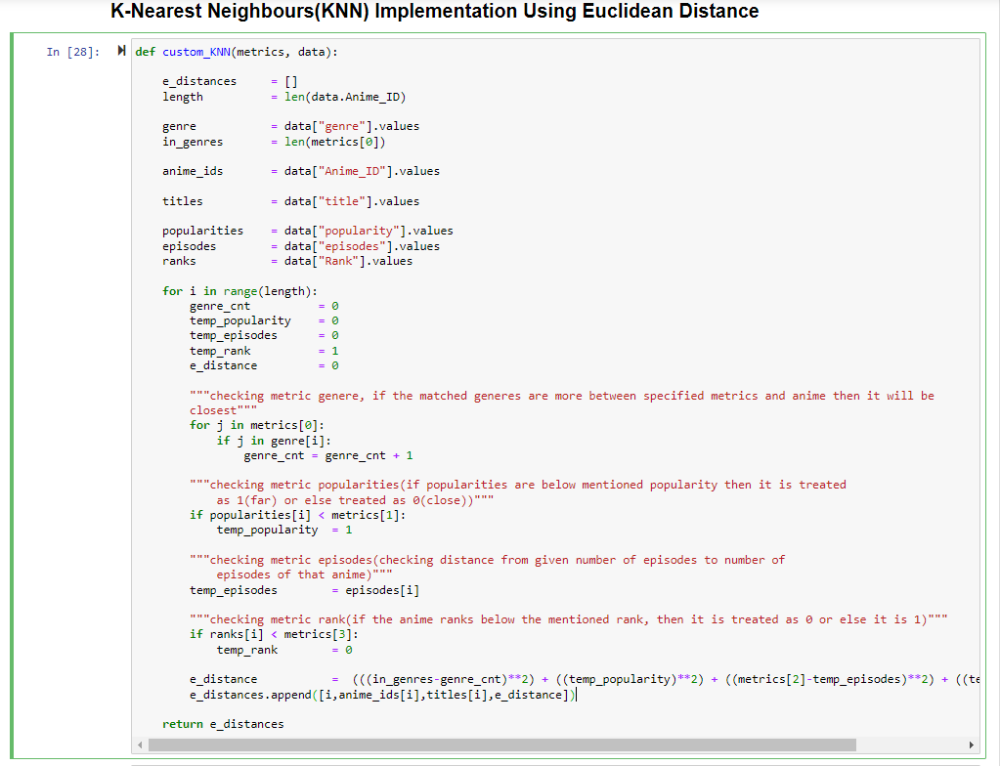 K-Nearest Neighbours(KNN) Implementation Using Euclidean Distance
In [28]: def custom_KNN(metrics, data):
e_distances = []
length = len(data.Anime_ID)
genre = data["genre"].values
in_genres = len(metrics[0])
anime_ids = data["Anime_ID"].values
titles = data["title"].values
popularities = data["popularity"].values
episodes = data["episodes"].values
ranks = data["Rank"].values
for i in range(length):
genre_cnt = 0
temp_popularity = 0
temp_episodes = 0
temp_rank = 1
e_distance = 0
"""checking metric genere, if the matched generes are more between specified metrics and anime then it will be
closest"""
for j in metrics[0]:
if j in genre[i]:
genre_cnt = genre_cnt + 1
"""checking metric popularities(if popularities are below mentioned popularity then it is treated
as 1(far) or else treated as 0(close))"""
if popularities[i] < metrics[1]:
temp_popularity = 1
"""checking metric episodes(checking distance from given number of episodes to number of
episodes of that anime)"""
temp_episodes = episodes[i]
"""checking metric rank(if the anime ranks below the mentioned rank, then it is treated as 0 or else it is 1)"""
if ranks[i] < metrics[3]:
temp_rank = 0
e_distance = (((in_genres-genre_cnt)**2) + ((temp_popularity)**2) + ((metrics[2]-temp_episodes)**2) + ((te
e_distances.append([i,anime_ids[i],titles[i],e_distance])
return e_distances